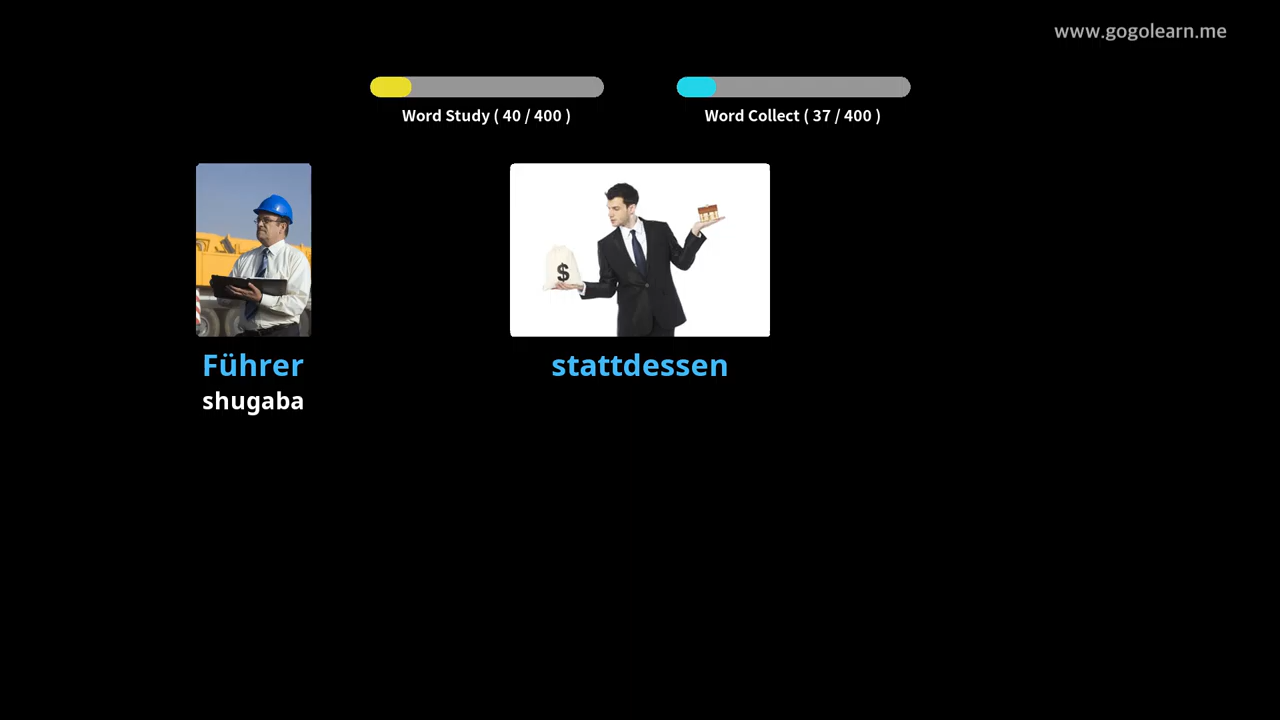 www.gogolearn.me
Word Study ( 40 / 400 )
Word Collect ( 37 / 400 )
$
Führer
shugaba
stattdessen